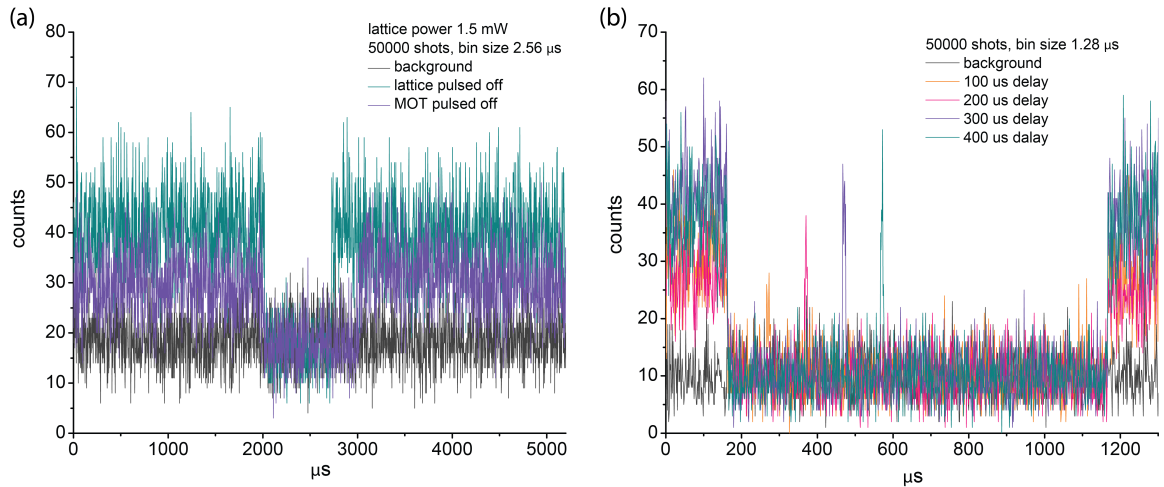 (a)
80
70
60
50
40
30
20
10
0
counts
lattice power 1.5 mW
50000 shots, bin size 2.56 μs
background
lattice pulsed off
MOT pulsed off
0 1000 2000 3000 4000 5000
μs
(b)
70
60
50
40
30
20
10
0
counts
50000 shots, bin size 1.28 μs
background
100 us delay
200 us delay
300 us delay
400 us dalay
0 200 400 600 800 1000 1200
μs